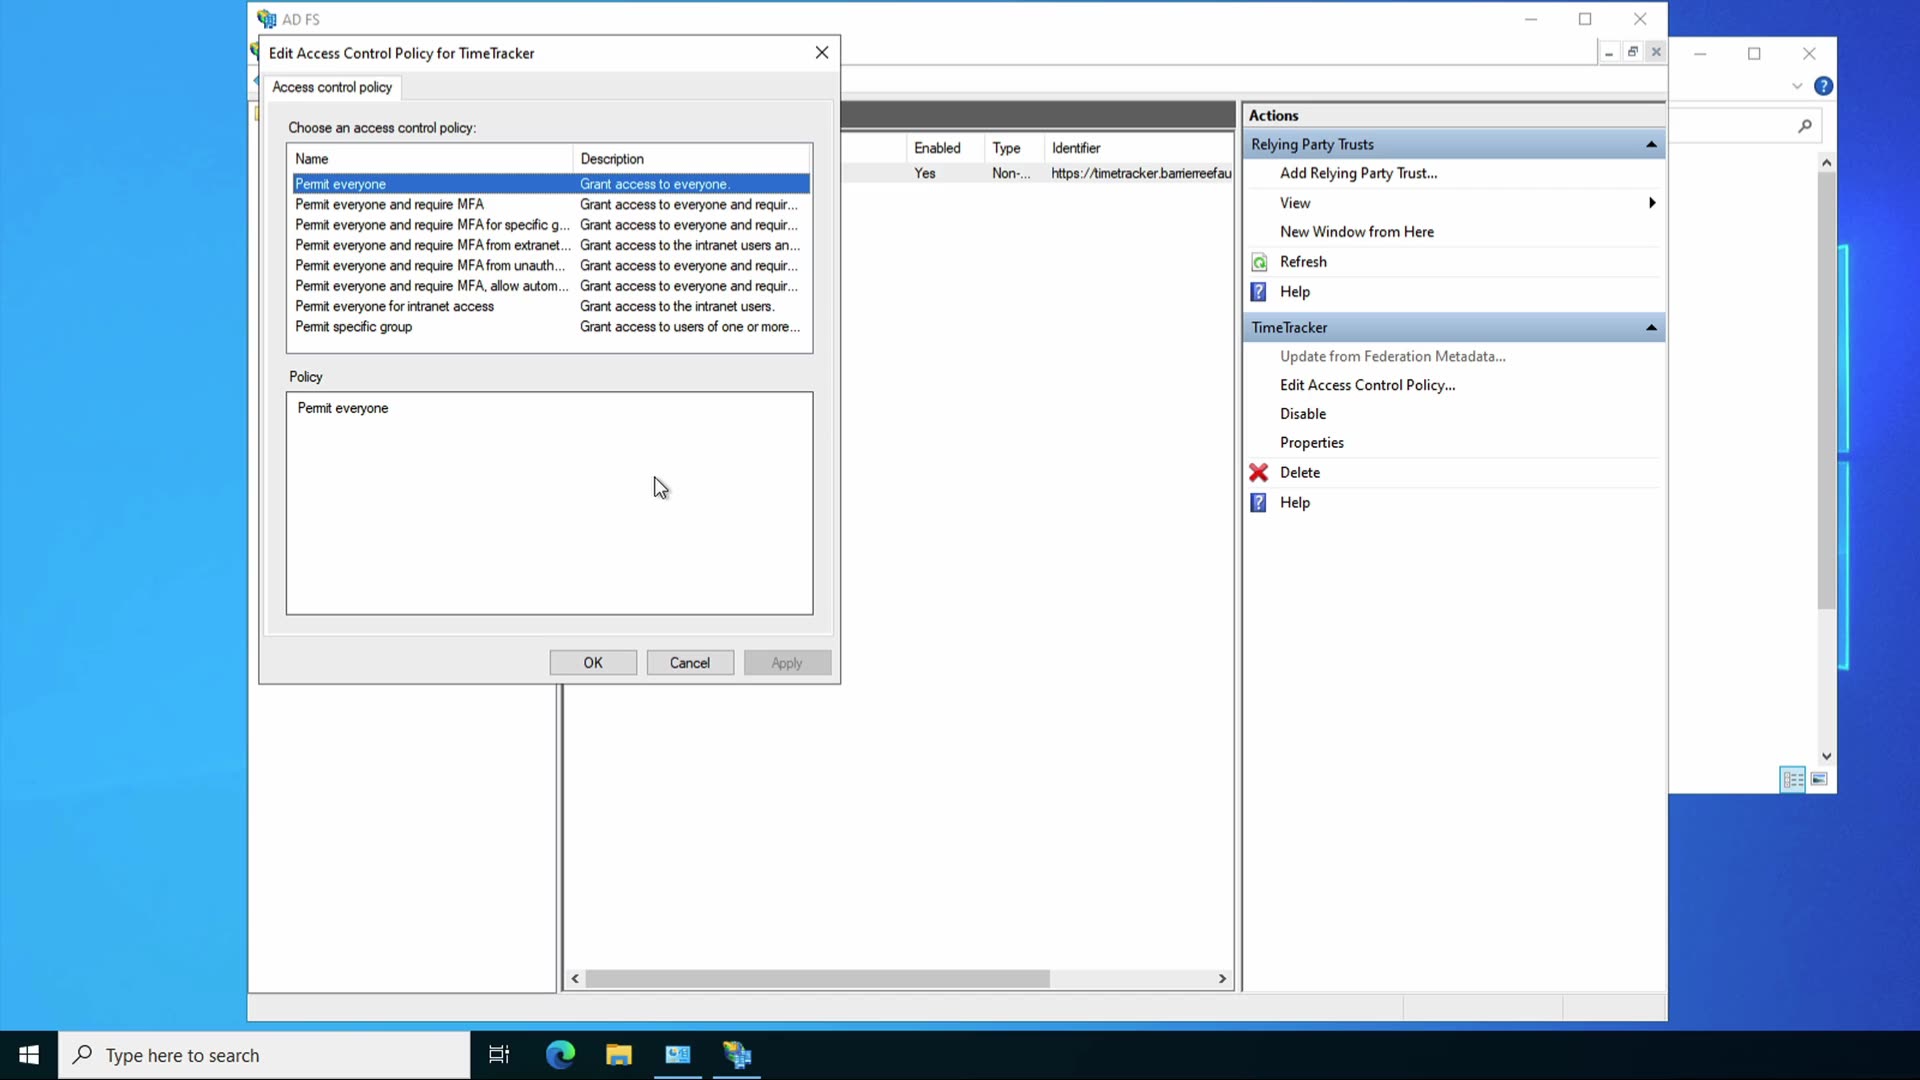 AD FS
Edit Access Control Policy for TimeTracker
Access control policy
Choose an access control policy:
Name Description
Permit everyone Grant access to everyone.
Permit everyone and require MFA Grant access to everyone and requir...
Permit everyone and require MFA for specific g... Grant access to everyone and requir...
Permit everyone and require MFA from extranet... Grant access to the intranet users an...
Permit everyone and require MFA from unauth... Grant access to everyone and requir...
Permit everyone and require MFA, allow autom... Grant access to everyone and requir...
Permit everyone for intranet access Grant access to the intranet users.
Permit specific group Grant access to users of one or more...
Policy
Permit everyone
OK Cancel Apply
Enabled Type Identifier
Yes Non-... https://timetracker.barrierreefau
Actions
Relying Party Trusts
Add Relying Party Trust...
View
New Window from Here
Refresh
Help
TimeTracker
Update from Federation Metadata...
Edit Access Control Policy...
Disable
Properties
Delete
Help
Type here to search